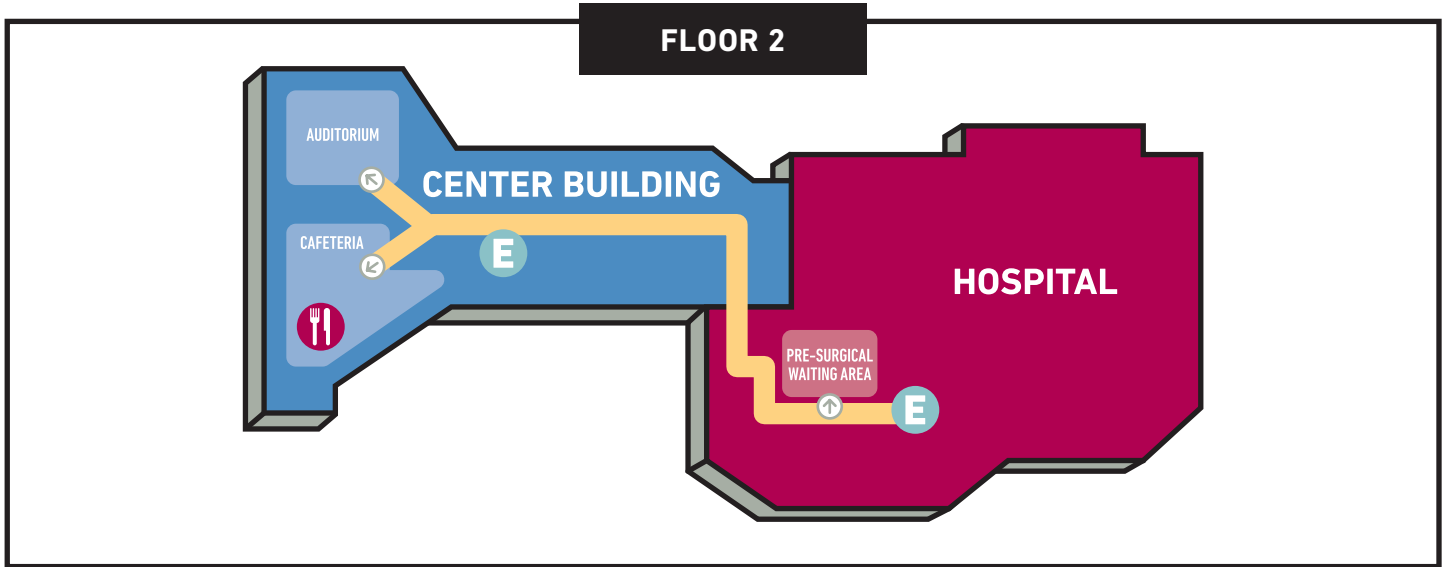 FLOOR 2
AUDITORIUM
CENTER BUILDING
CAFETERIA
E
HOSPITAL
PRE-SURGICAL
WAITING AREA
E